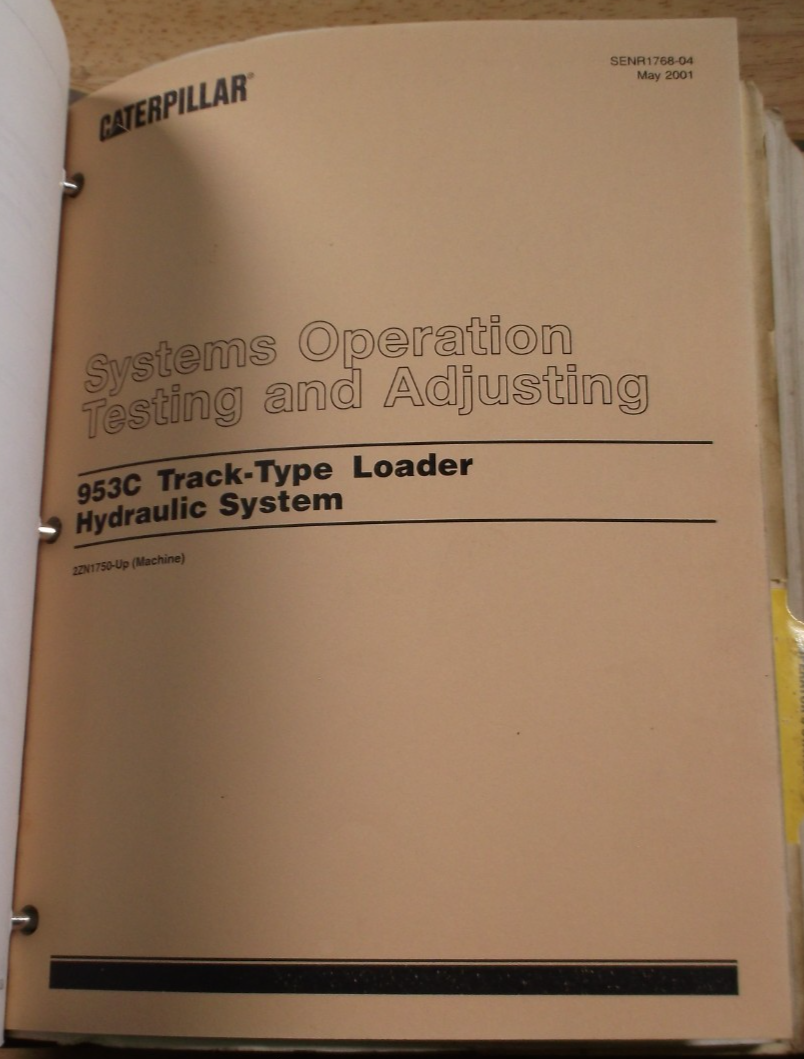 CATERPILLAR®
SENR1768-04
May 2001
Systems Operation
Testing and Adjusting
953C Track-Type Loader
Hydraulic System
2ZN1750-Up (Machine)